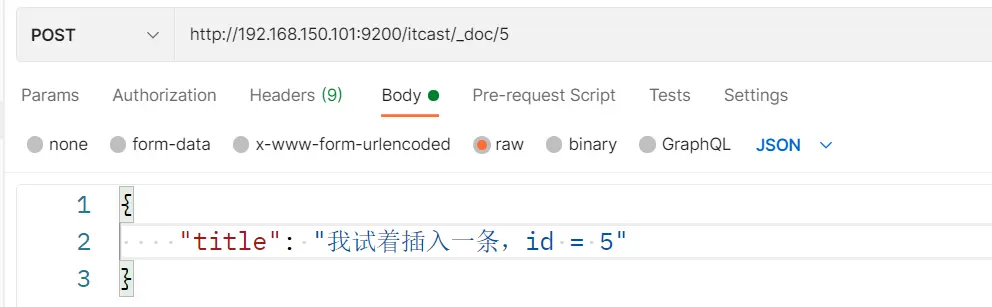 POST http://192.168.150.101:9200/itcast/_doc/5
Params Authorization Headers (9) Body Pre-request Script Tests Settings
none form-data x-www-form-urlencoded raw binary GraphQL JSON
1 {
2 "title": "我试着插入一条，id = 5"
3 }